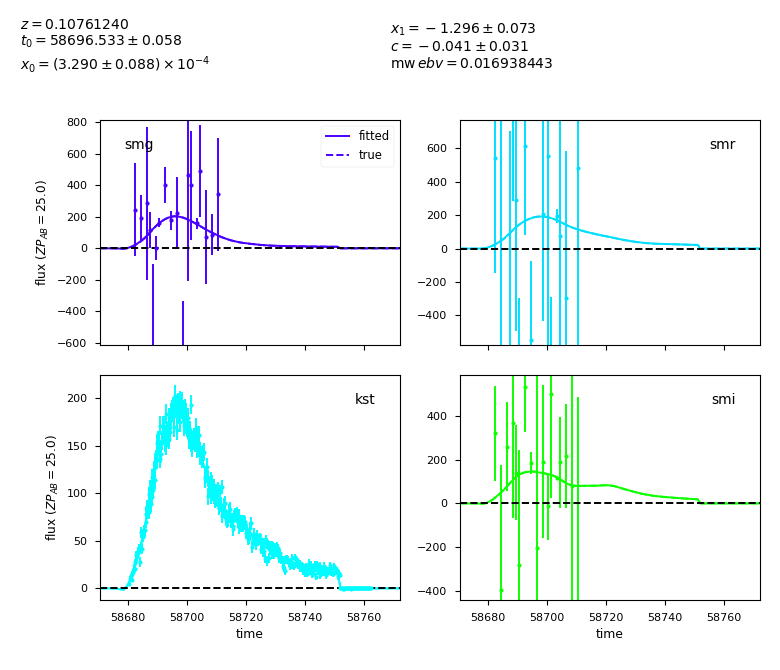 z = 0.10761240
t0 = 58696.533 ± 0.058
x0 = (3.290 ± 0.088) × 10^−4
x1 = −1.296 ± 0.073
c = −0.041 ± 0.031
mw ebv = 0.016938443
800
600
400
200
0
−200
−400
−600
flux (ZP_AB = 25.0)
smg
fitted
true
600
400
200
0
−200
−400
smr
200
150
100
50
0
flux (ZP_AB = 25.0)
kst
58680 58700 58720 58740 58760
time
400
200
0
−200
−400
smi
58680 58700 58720 58740 58760
time